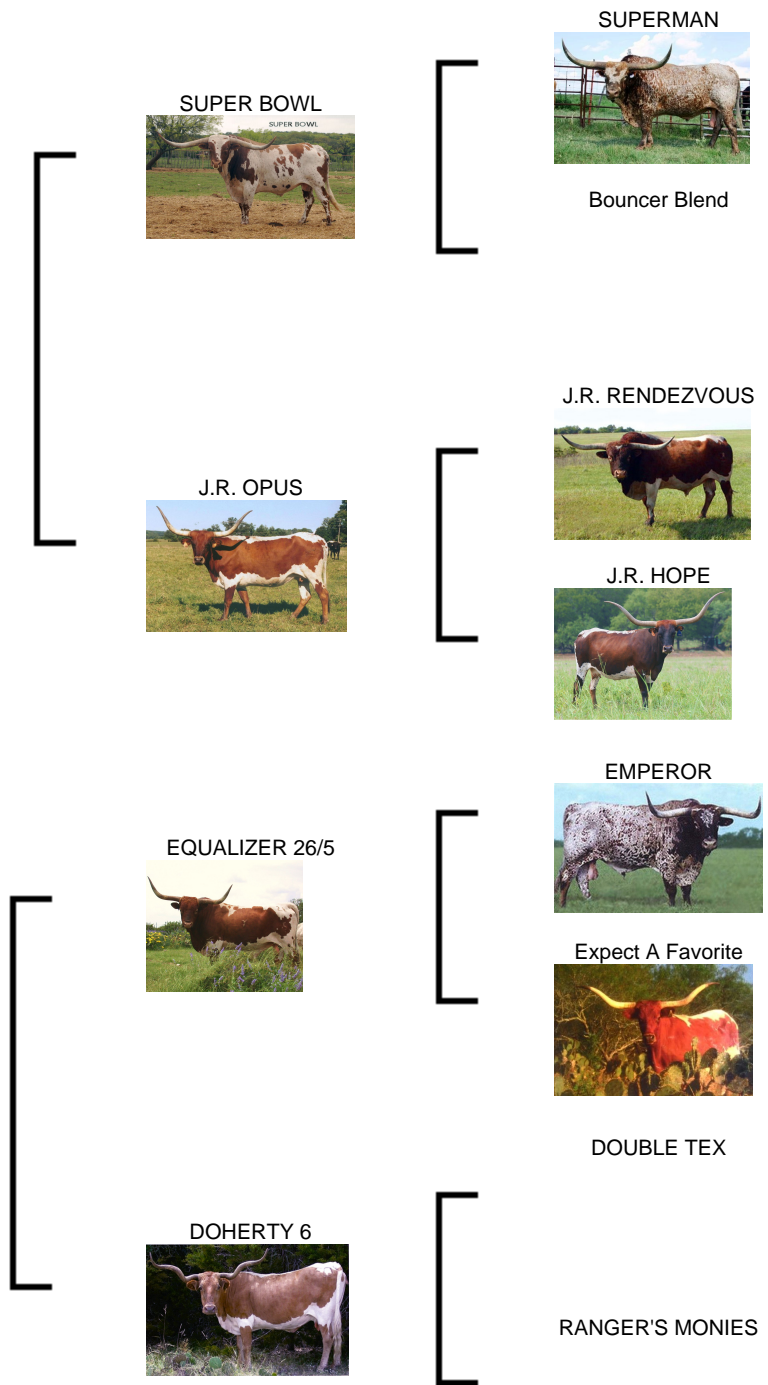 SUPERMAN
SUPER BOWL
SUPER BOWL
Bouncer Blend
J.R. RENDEZVOUS
J.R. OPUS
J.R. HOPE
EMPEROR
EQUALIZER 26/5
Expect A Favorite
DOUBLE TEX
DOHERTY 6
RANGER'S MONIES